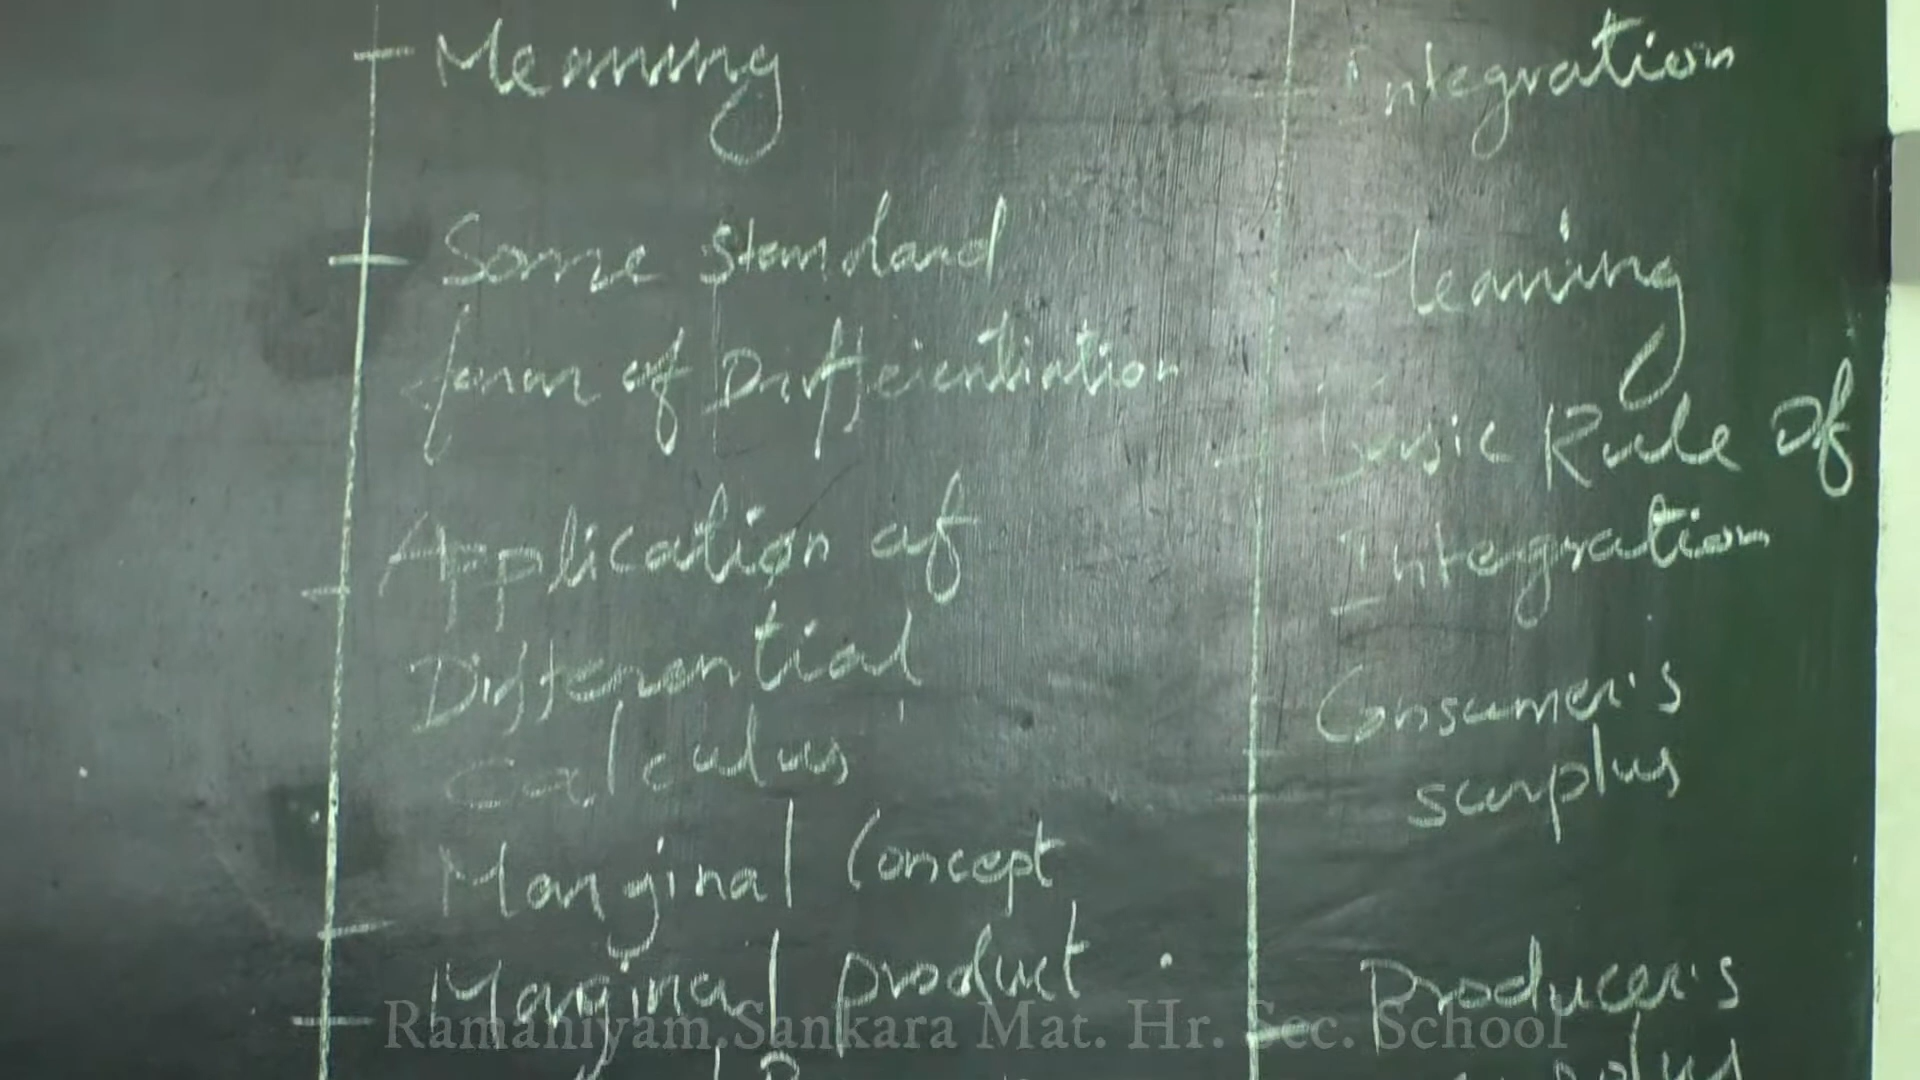 Meaning
Some standard
form of Differientiation
Application of
Differential
Calculus
Marginal Concept
Marginal product
Integration
Meaning
Basic Rule Of
Integration
Consumer's
surplus
Producer's
Ramaniyam.Sankara Mat. Hr. Sec. School